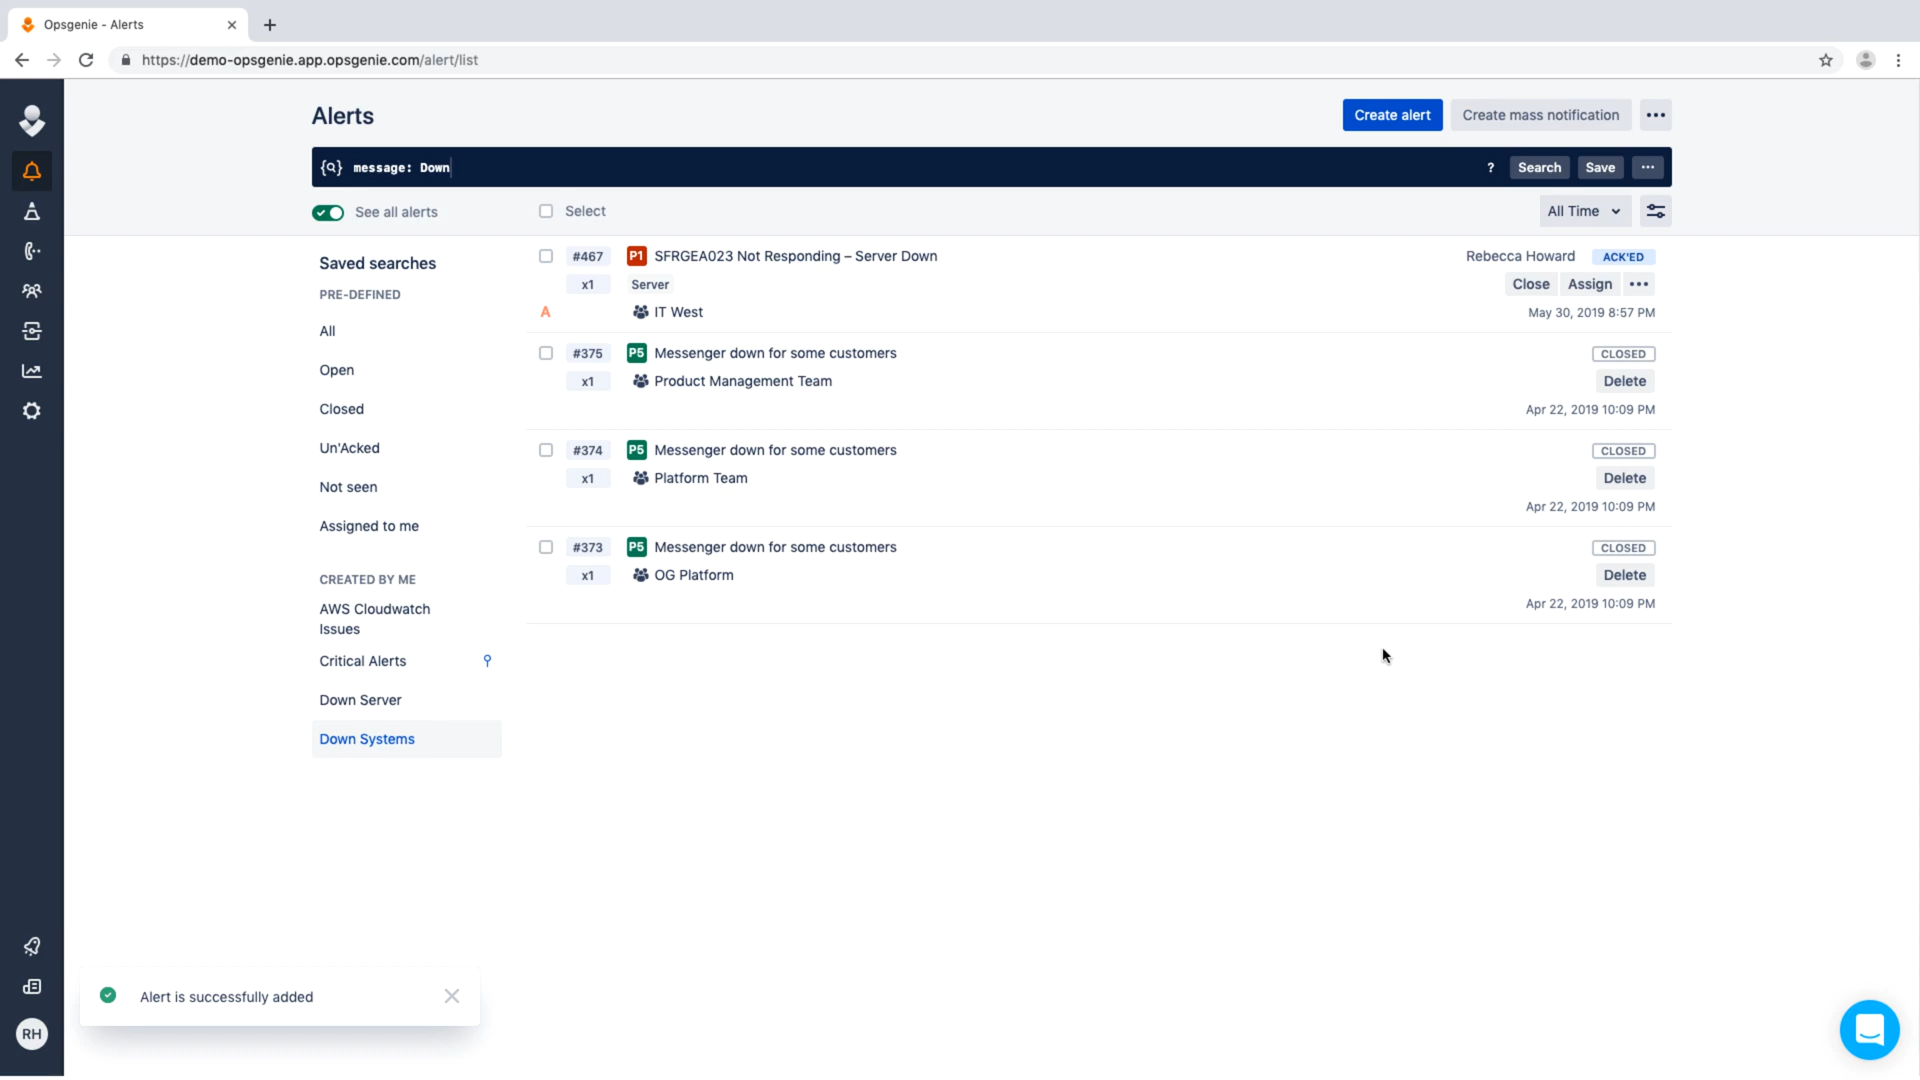 Opsgenie - Alerts
https://demo-opsgenie.app.opsgenie.com/alert/list
Alerts
Create alert
Create mass notification
message: Down
?
Search
Save
See all alerts
Select
All Time
Saved searches
PRE-DEFINED
All
Open
Closed
Un'Acked
Not seen
Assigned to me
CREATED BY ME
AWS Cloudwatch
Issues
Critical Alerts
Down Server
Down Systems
#467 P1 SFRGEA023 Not Responding – Server Down Rebecca Howard ACK'ED
x1 Server Close Assign
A IT West May 30, 2019 8:57 PM
#375 P5 Messenger down for some customers CLOSED
x1 Product Management Team Delete
Apr 22, 2019 10:09 PM
#374 P5 Messenger down for some customers CLOSED
x1 Platform Team Delete
Apr 22, 2019 10:09 PM
#373 P5 Messenger down for some customers CLOSED
x1 OG Platform Delete
Apr 22, 2019 10:09 PM
Alert is successfully added
RH